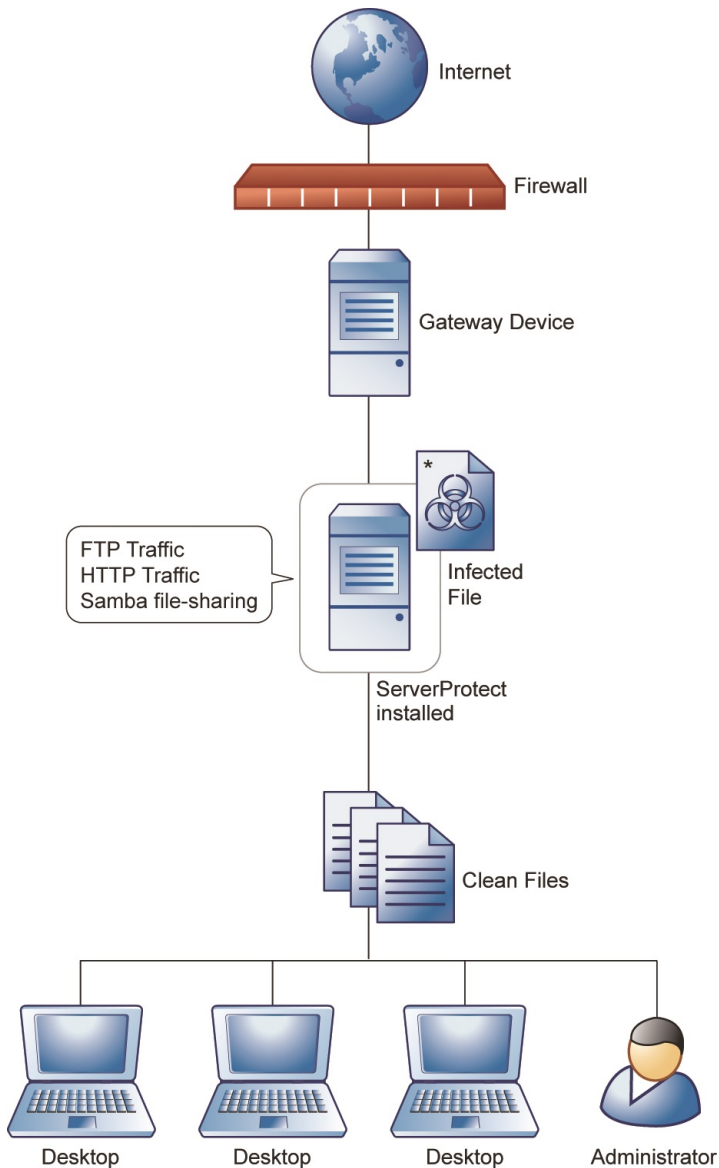 Internet
Firewall
Gateway Device
*
FTP Traffic
HTTP Traffic
Samba file-sharing
Infected
File
ServerProtect
installed
Clean Files
Desktop
Desktop
Desktop
Administrator